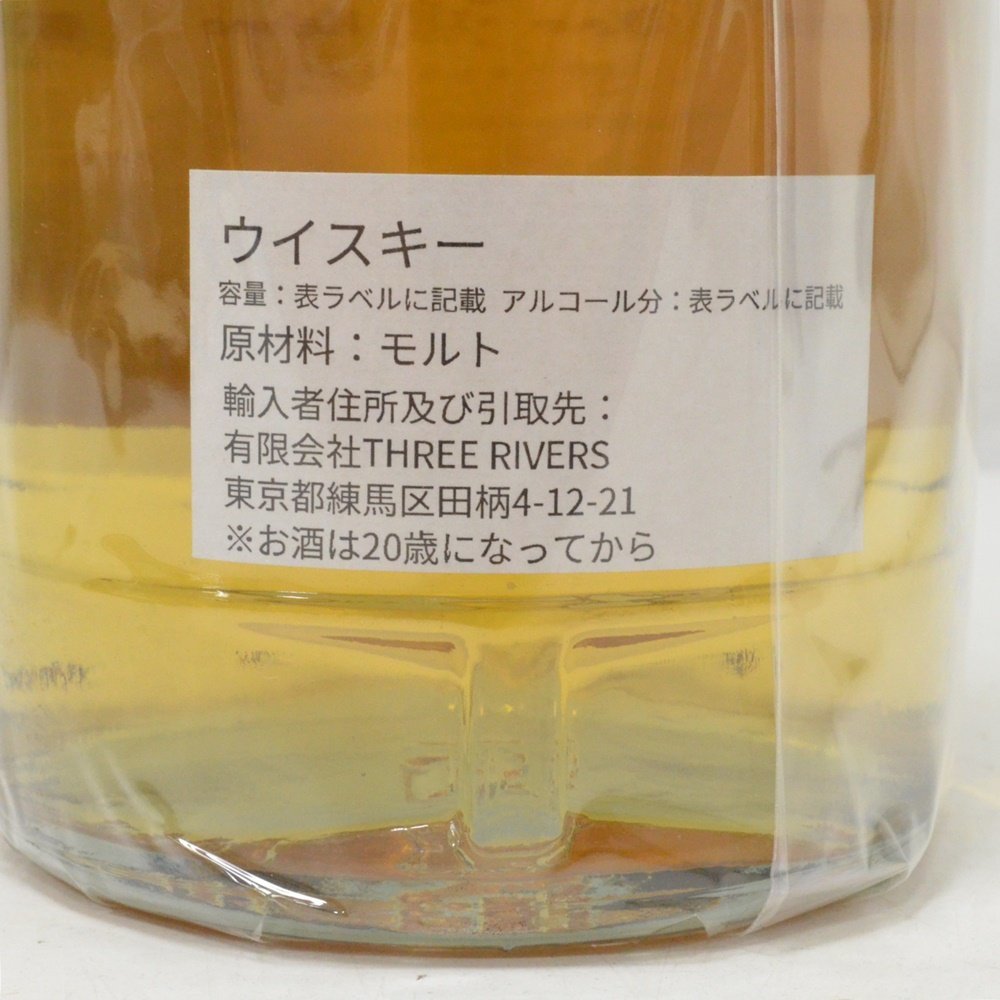 ウイスキー
容量：表ラベルに記載 アルコール分：表ラベルに記載
原材料：モルト
輸入者住所及び引取先：
有限会社THREE RIVERS
東京都練馬区田柄4-12-21
※お酒は20歳になってから